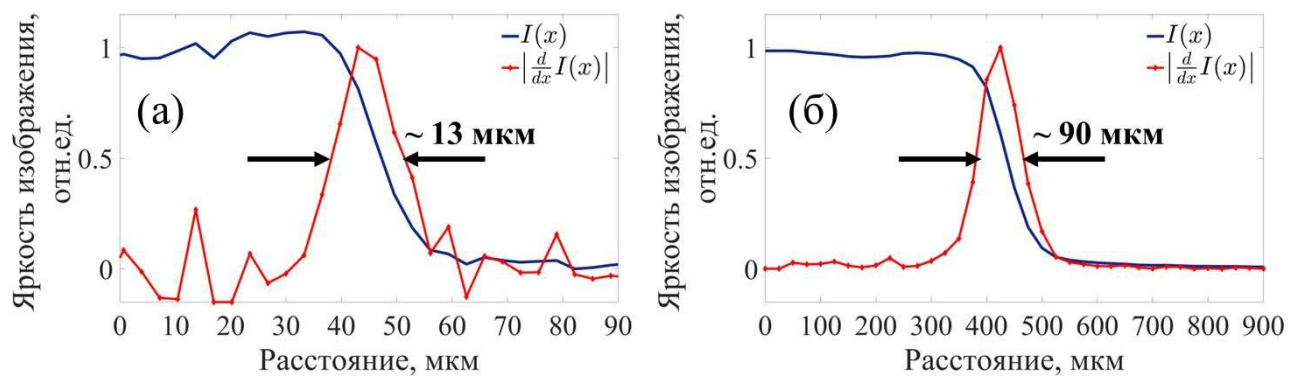 Яркость изображения,
отн.ед.
1
0.5
0
(а)
I(x)
|d/dx I(x)|
~ 13 мкм
0 10 20 30 40 50 60 70 80 90
Расстояние, мкм
Яркость изображения,
отн.ед.
1
0.5
0
(б)
I(x)
|d/dx I(x)|
~ 90 мкм
0 100 200 300 400 500 600 700 800 900
Расстояние, мкм